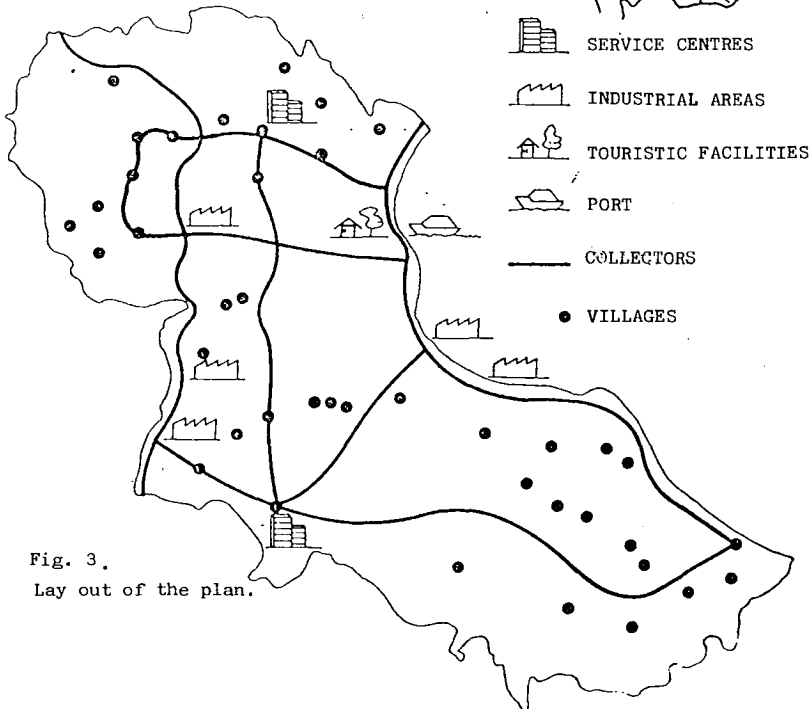 SERVICE CENTRES
INDUSTRIAL AREAS
TOURISTIC FACILITIES
PORT
COLLECTORS
VILLAGES
Fig. 3.
Lay out of the plan.